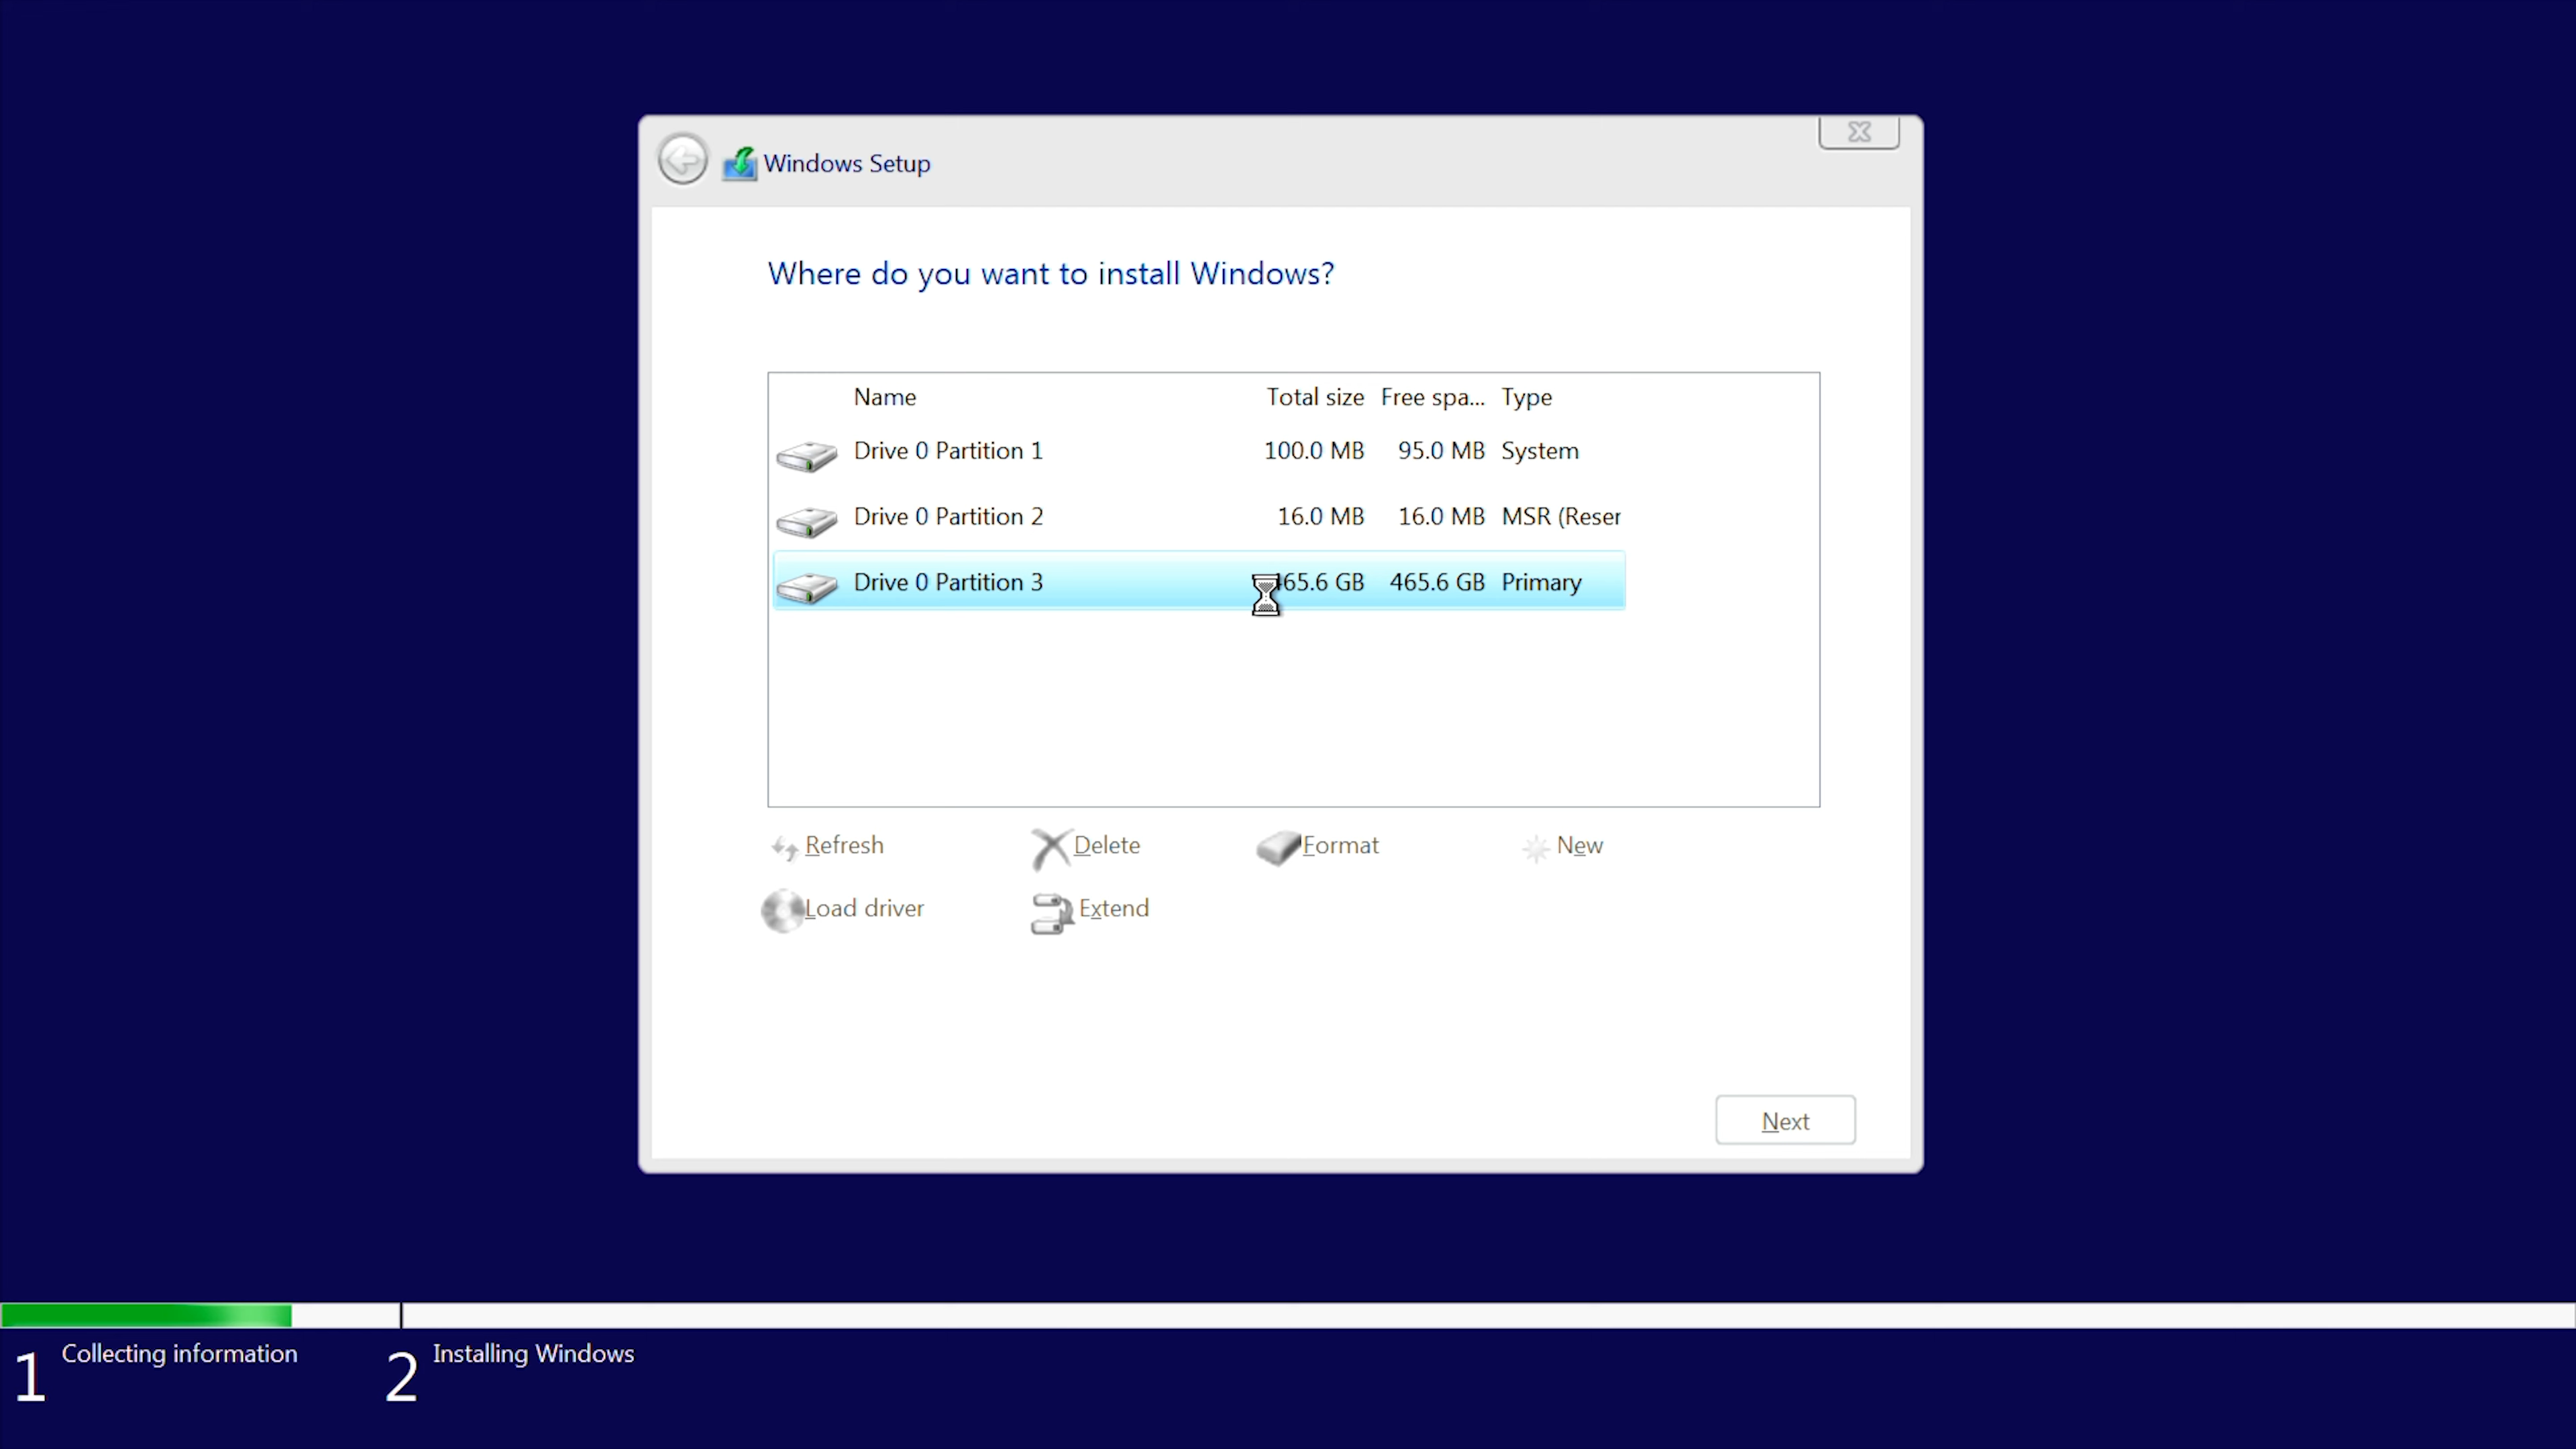 Windows Setup
Where do you want to install Windows?
Name Total size Free spa... Type
Drive 0 Partition 1 100.0 MB 95.0 MB System
Drive 0 Partition 2 16.0 MB 16.0 MB MSR (Reser
Drive 0 Partition 3 65.6 GB 465.6 GB Primary
Refresh Delete Format New
Load driver Extend
Next
1 Collecting information 2 Installing Windows